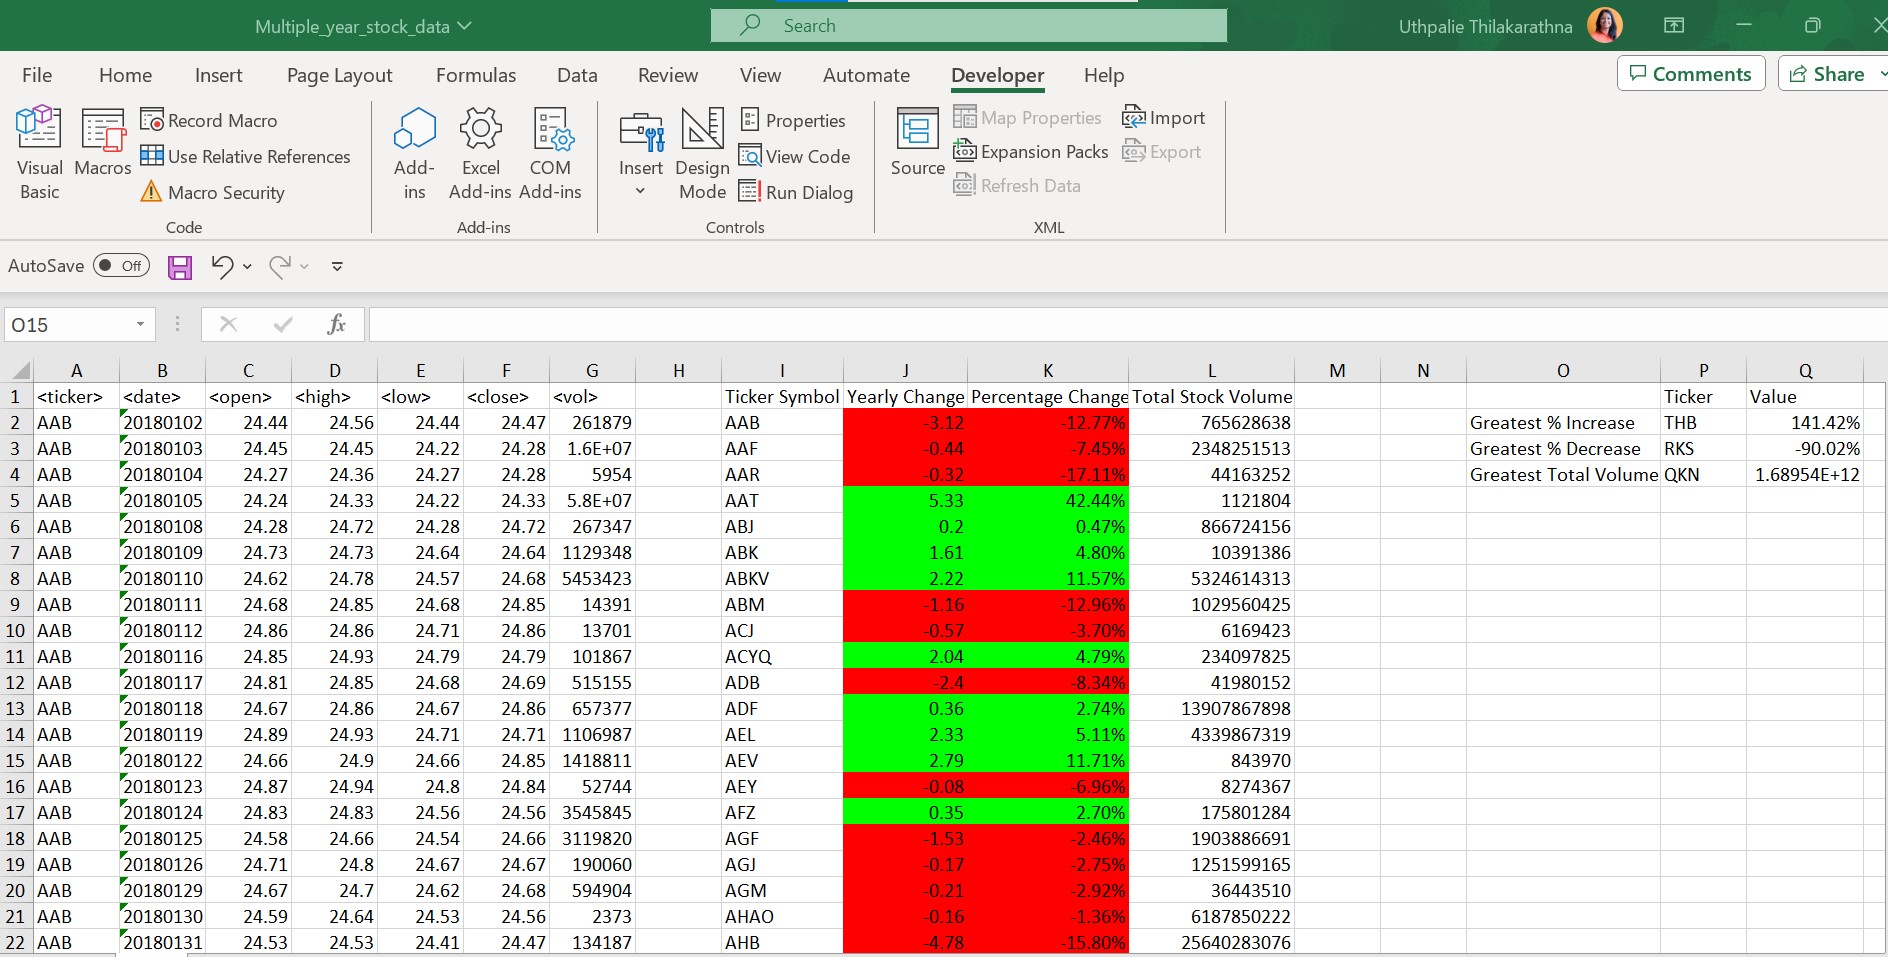 Multiple_year_stock_data
Search
Uthpalie Thilakarathna
File Home Insert Page Layout Formulas Data Review View Automate Developer Help Comments Share
Visual Basic
Macros
Record Macro
Use Relative References
Macro Security
Code
Add-ins
Excel Add-ins
COM Add-ins
Add-ins
Insert
Design Mode
Properties
View Code
Run Dialog
Controls
Source
Map Properties
Expansion Packs
Refresh Data
Import
Export
XML
AutoSave Off
O15 fx
A B C D E F G H I J K L M N O P Q
1 <ticker> <date> <open> <high> <low> <close> <vol> Ticker Symbol Yearly Change Percentage Change Total Stock Volume Ticker Value
2 AAB 20180102 24.44 24.56 24.44 24.47 261879 AAB -3.12 -12.77% 765628638 Greatest % Increase THB 141.42%
3 AAB 20180103 24.45 24.45 24.22 24.28 1.6E+07 AAF -0.44 -7.45% 2348251513 Greatest % Decrease RKS -90.02%
4 AAB 20180104 24.27 24.36 24.27 24.28 5954 AAR -0.32 -17.11% 44163252 Greatest Total Volume QKN 1.68954E+12
5 AAB 20180105 24.24 24.33 24.22 24.33 5.8E+07 AAT 5.33 42.44% 1121804
6 AAB 20180108 24.28 24.72 24.28 24.72 267347 ABJ 0.2 0.47% 866724156
7 AAB 20180109 24.73 24.73 24.64 24.64 1129348 ABK 1.61 4.80% 10391386
8 AAB 20180110 24.62 24.78 24.57 24.68 5453423 ABKV 2.22 11.57% 5324614313
9 AAB 20180111 24.68 24.85 24.68 24.85 14391 ABM -1.16 -12.96% 1029560425
10 AAB 20180112 24.86 24.86 24.71 24.86 13701 ACJ -0.57 -3.70% 6169423
11 AAB 20180116 24.85 24.93 24.79 24.79 101867 ACYQ 2.04 4.79% 234097825
12 AAB 20180117 24.81 24.85 24.68 24.69 515155 ADB -2.4 -8.34% 41980152
13 AAB 20180118 24.67 24.86 24.67 24.86 657377 ADF 0.36 2.74% 13907867898
14 AAB 20180119 24.89 24.93 24.71 24.71 1106987 AEL 2.33 5.11% 4339867319
15 AAB 20180122 24.66 24.9 24.66 24.85 1418811 AEV 2.79 11.71% 843970
16 AAB 20180123 24.87 24.94 24.8 24.84 52744 AEY -0.08 -6.96% 8274367
17 AAB 20180124 24.83 24.83 24.56 24.56 3545845 AFZ 0.35 2.70% 175801284
18 AAB 20180125 24.58 24.66 24.54 24.66 3119820 AGF -1.53 -2.46% 1903886691
19 AAB 20180126 24.71 24.8 24.67 24.67 190060 AGJ -0.17 -2.75% 1251599165
20 AAB 20180129 24.67 24.7 24.62 24.68 594904 AGM -0.21 -2.92% 36443510
21 AAB 20180130 24.59 24.64 24.53 24.56 2373 AHAO -0.16 -1.36% 6187850222
22 AAB 20180131 24.53 24.53 24.41 24.47 134187 AHB -4.78 -15.80% 25640283076